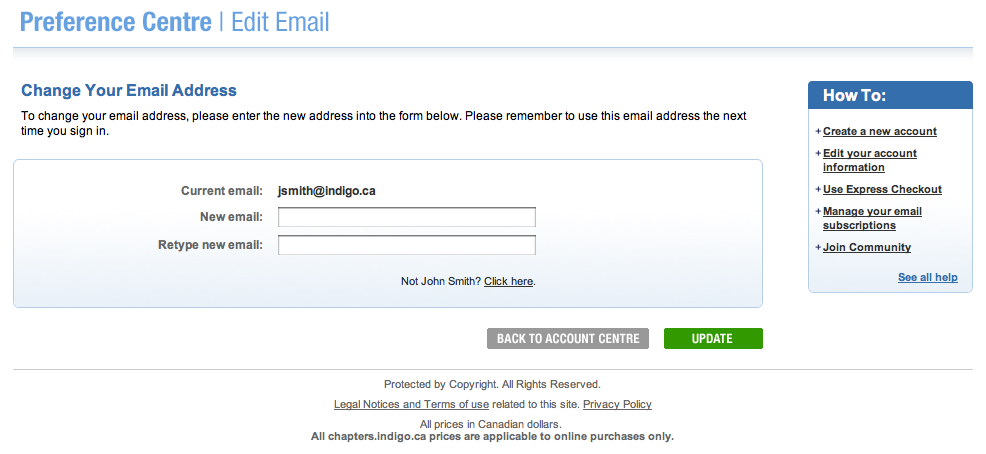 Preference Centre | Edit Email
Change Your Email Address
To change your email address, please enter the new address into the form below. Please remember to use this email address the next
time you sign in.
Current email: jsmith@indigo.ca
New email:
Retype new email:
Not John Smith? Click here.
BACK TO ACCOUNT CENTRE
UPDATE
How To:
+ Create a new account
+ Edit your account
information
+ Use Express Checkout
+ Manage your email
subscriptions
+ Join Community
See all help
Protected by Copyright. All Rights Reserved.
Legal Notices and Terms of use related to this site. Privacy Policy
All prices in Canadian dollars.
All chapters.indigo.ca prices are applicable to online purchases only.